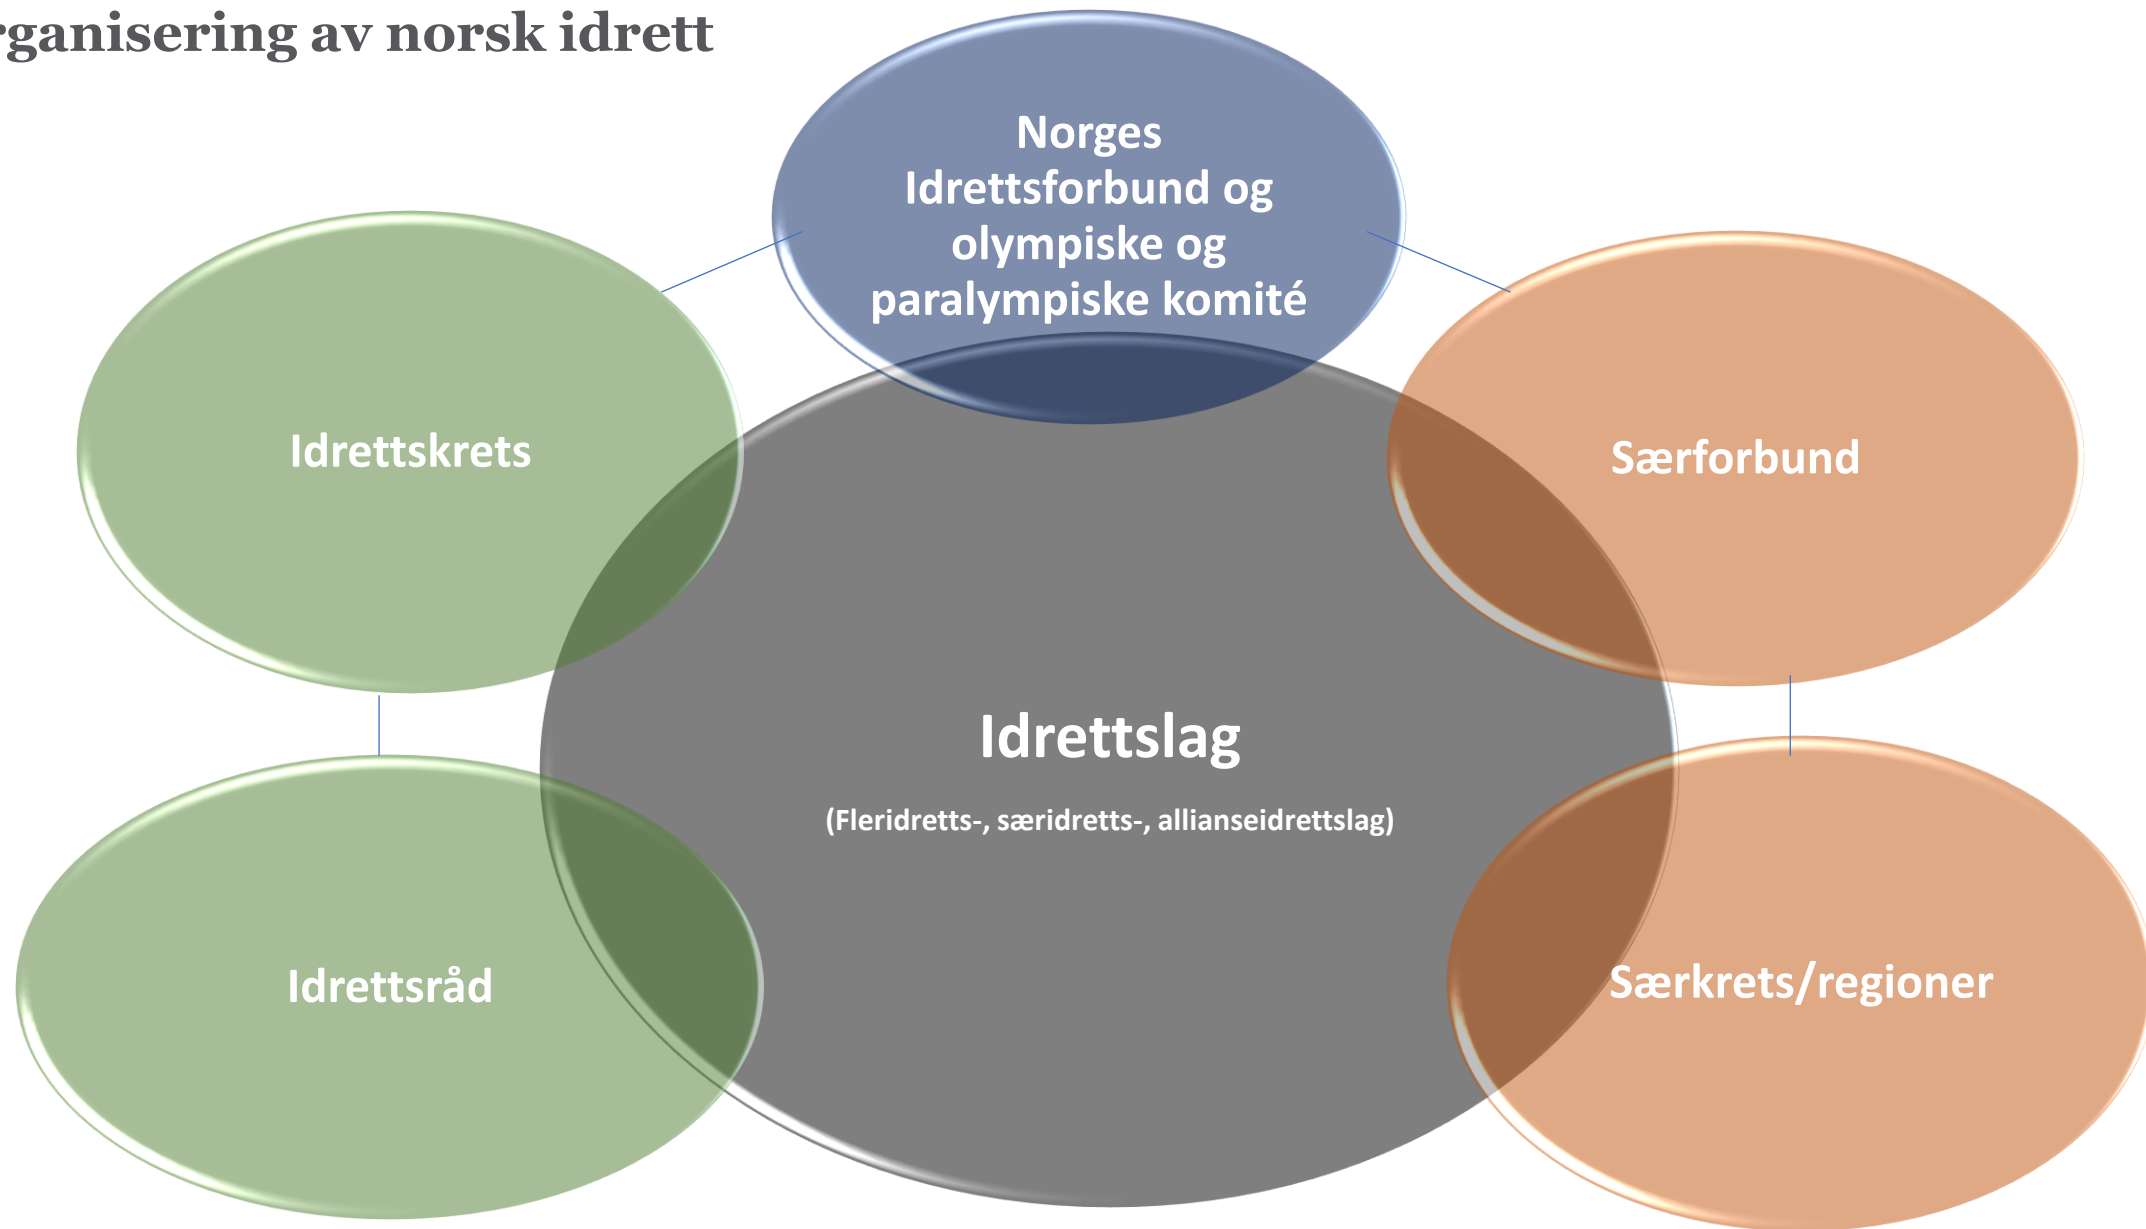 rganisering av norsk idrett
Norges
Idrettsforbund og
olympiske og
paralympiske komité
Idrettskrets
Særforbund
Idrettslag
(Fleridretts-, særidretts-, allianseidrettslag)
Idrettsråd
Særkrets/regioner